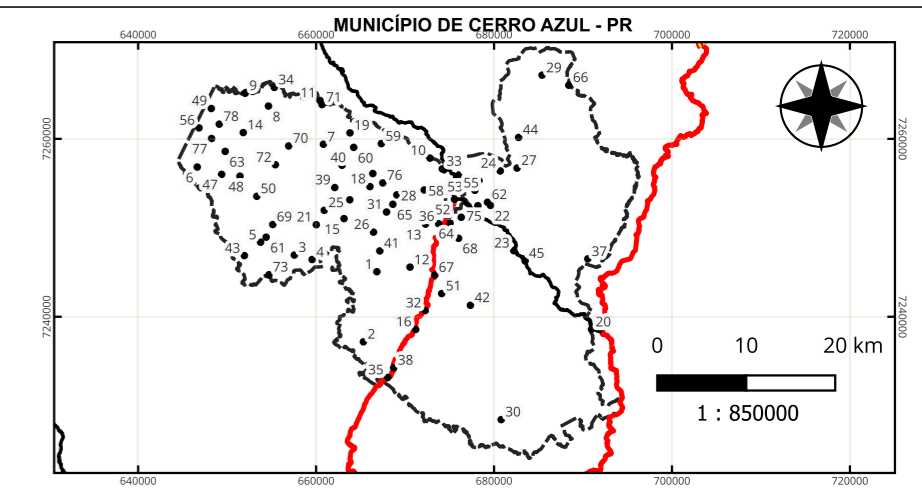 MUNICÍPIO DE CERRO AZUL - PR
640000 660000 680000 700000 720000
29
66
9 34
49 11 71
8
56 78 14 19 44
77 70 7 59
7260000 7260000
10
63 72 40 60 33 24 27
6 47 48 39 18 76 55
50 28 58 53 62
25 31 65 52
69 21 15 26 36 75 22
13 64
5 61 41 68 23
43 3 4 45 37
73 1 12 67
51
42
32
7240000 7240000
16 20
2
0 10 20 km
38
35
1 : 850000
30
640000 660000 680000 700000 720000